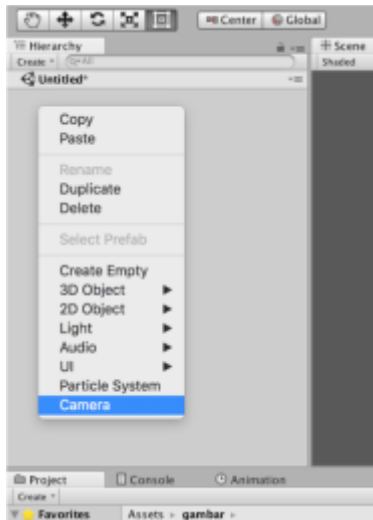 Center Global
Hierarchy
Scene
Create
All
Shaded
Untitled*
Copy
Paste
Rename
Duplicate
Delete
Select Prefab
Create Empty
3D Object
2D Object
Light
Audio
UI
Particle System
Camera
Project Console Animation
Create
Favorites Assets gambar